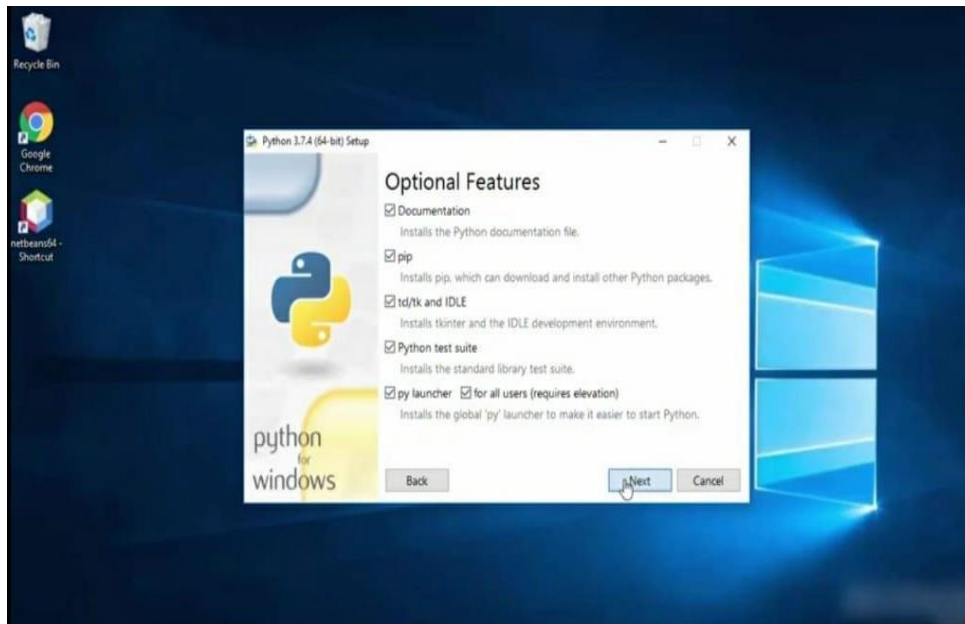 Recycle Bin
Google
Chrome
netbeans64 -
Shortcut
Python 3.7.4 (64-bit) Setup
Optional Features
Documentation
Installs the Python documentation file.
pip
Installs pip, which can download and install other Python packages.
td/tk and IDLE
Installs tkinter and the IDLE development environment.
Python test suite
Installs the standard library test suite.
py launcher for all users (requires elevation)
Installs the global 'py' launcher to make it easier to start Python.
python
for
windows
Back
Next
Cancel